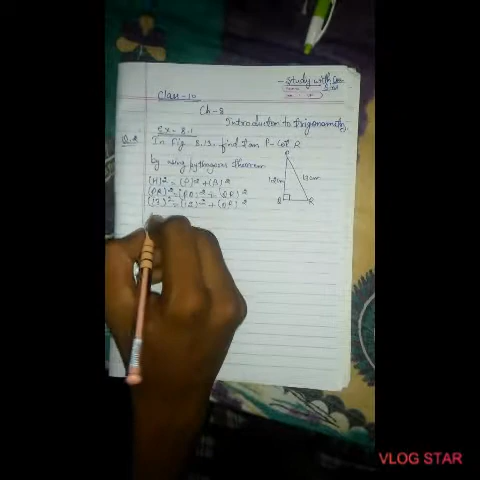 Study with
Class-10
Ch-8
Introduction to Trigonometry
Ex-8.1
Q.2 In Fig 8.13, find tan P - Cot R
by using pythagoras theorem
P
12cm 13cm
Q R
(H)² = (P)² + (B)²
(PR)² = (PQ)² + (QR)²
(13)² = (12)² + (QR)²
VLOG STAR